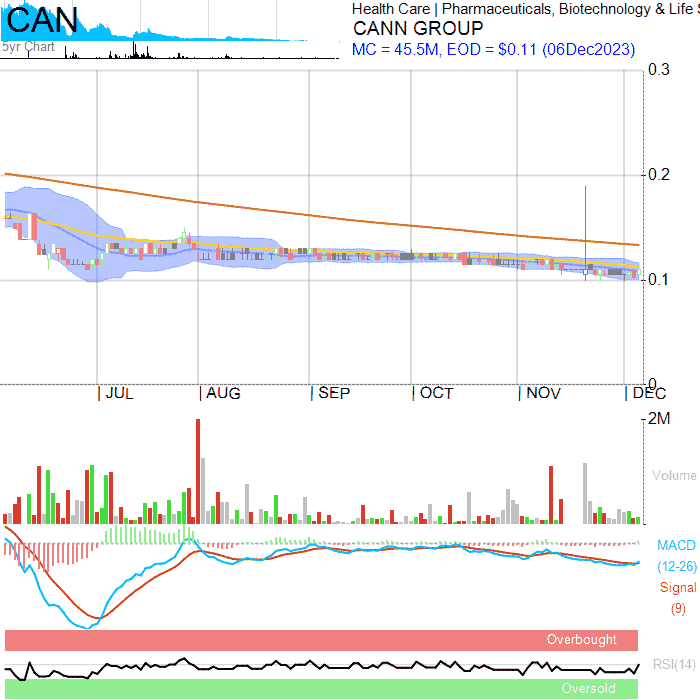 CAN
5yr Chart
Health Care | Pharmaceuticals, Biotechnology & Life
CANN GROUP
MC = 45.5M, EOD = $0.11 (06Dec2023)
0.3
0.2
0.1
0
JUL AUG SEP OCT NOV DEC
2M
Volume
MACD
(12-26)
Signal
(9)
Overbought
RSI(14)
Oversold